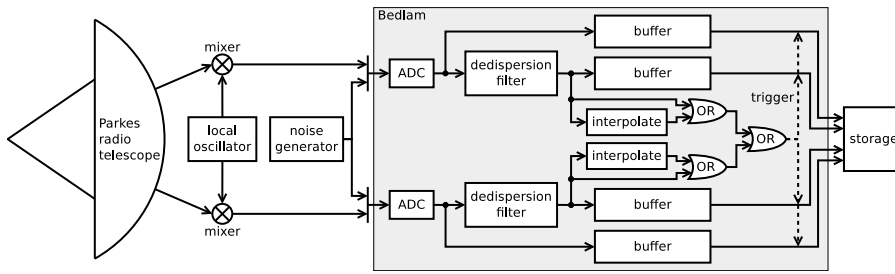 Bedlam
mixer
buffer
ADC
dedispersion
filter
buffer
trigger
OR
Parkes
radio
telescope
local
oscillator
noise
generator
interpolate
OR
storage
interpolate
OR
ADC
dedispersion
filter
buffer
mixer
buffer